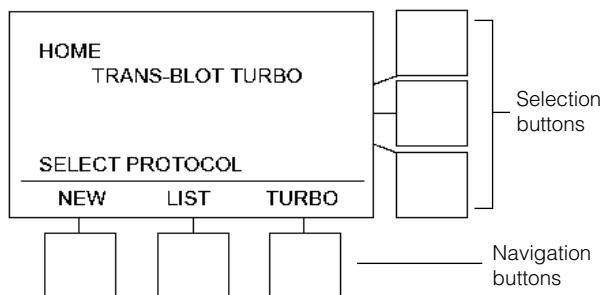 HOME
TRANS-BLOT TURBO
SELECT PROTOCOL
NEW LIST TURBO
Selection
buttons
Navigation
buttons